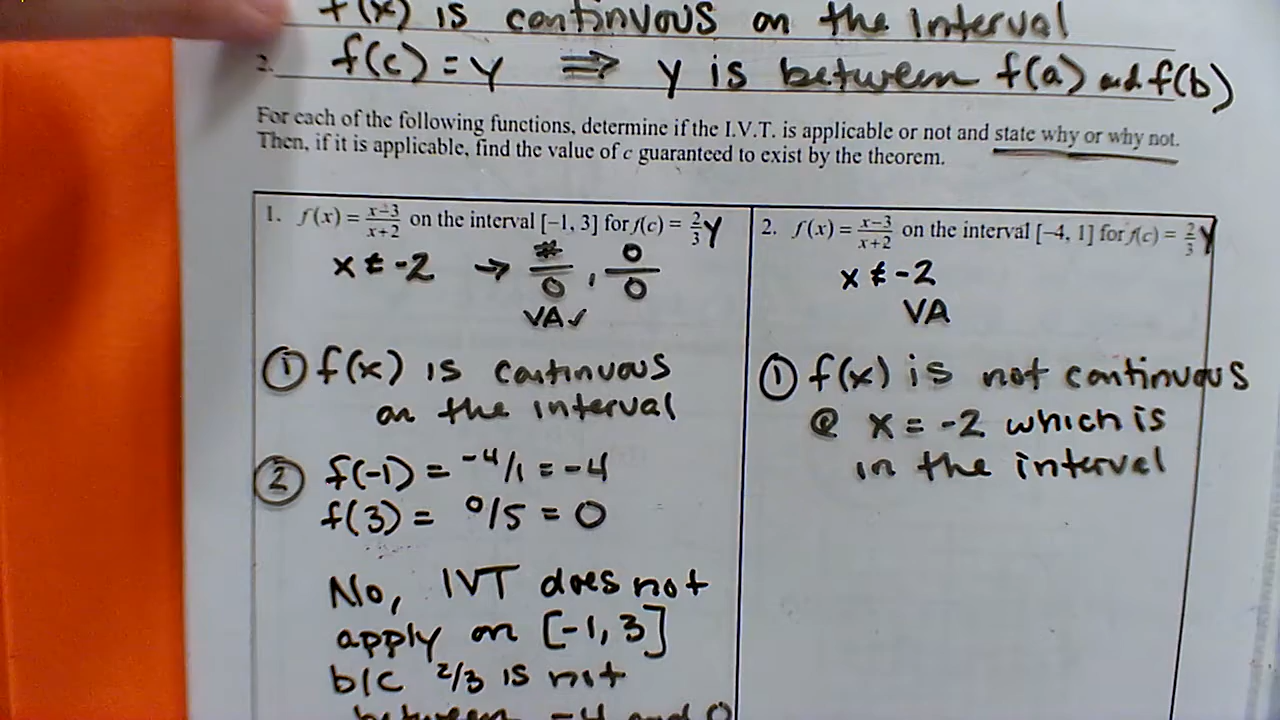 f(x) is continuous on the interval
2. f(c) = y ⇒ y is between f(a) and f(b)
For each of the following functions, determine if the I.V.T. is applicable or not and state why or why not.
Then, if it is applicable, find the value of c guaranteed to exist by the theorem.
1. f(x) = (x−3)/(x+2) on the interval [−1, 3] for f(c) = 2/3 Y
x ≠ -2 → #/0 , 0/0
VA✓
① f(x) is continuous
on the interval
② f(-1) = -4/1 = -4
f(3) = 0/5 = 0
No, IVT does not
apply on [-1, 3]
b/c 2/3 is not
between -4 and 0
2. f(x) = (x−3)/(x+2) on the interval [−4, 1] for f(c) = 2/3 Y
x ≠ -2
VA
① f(x) is not continuous
@ x = -2 which is
in the interval